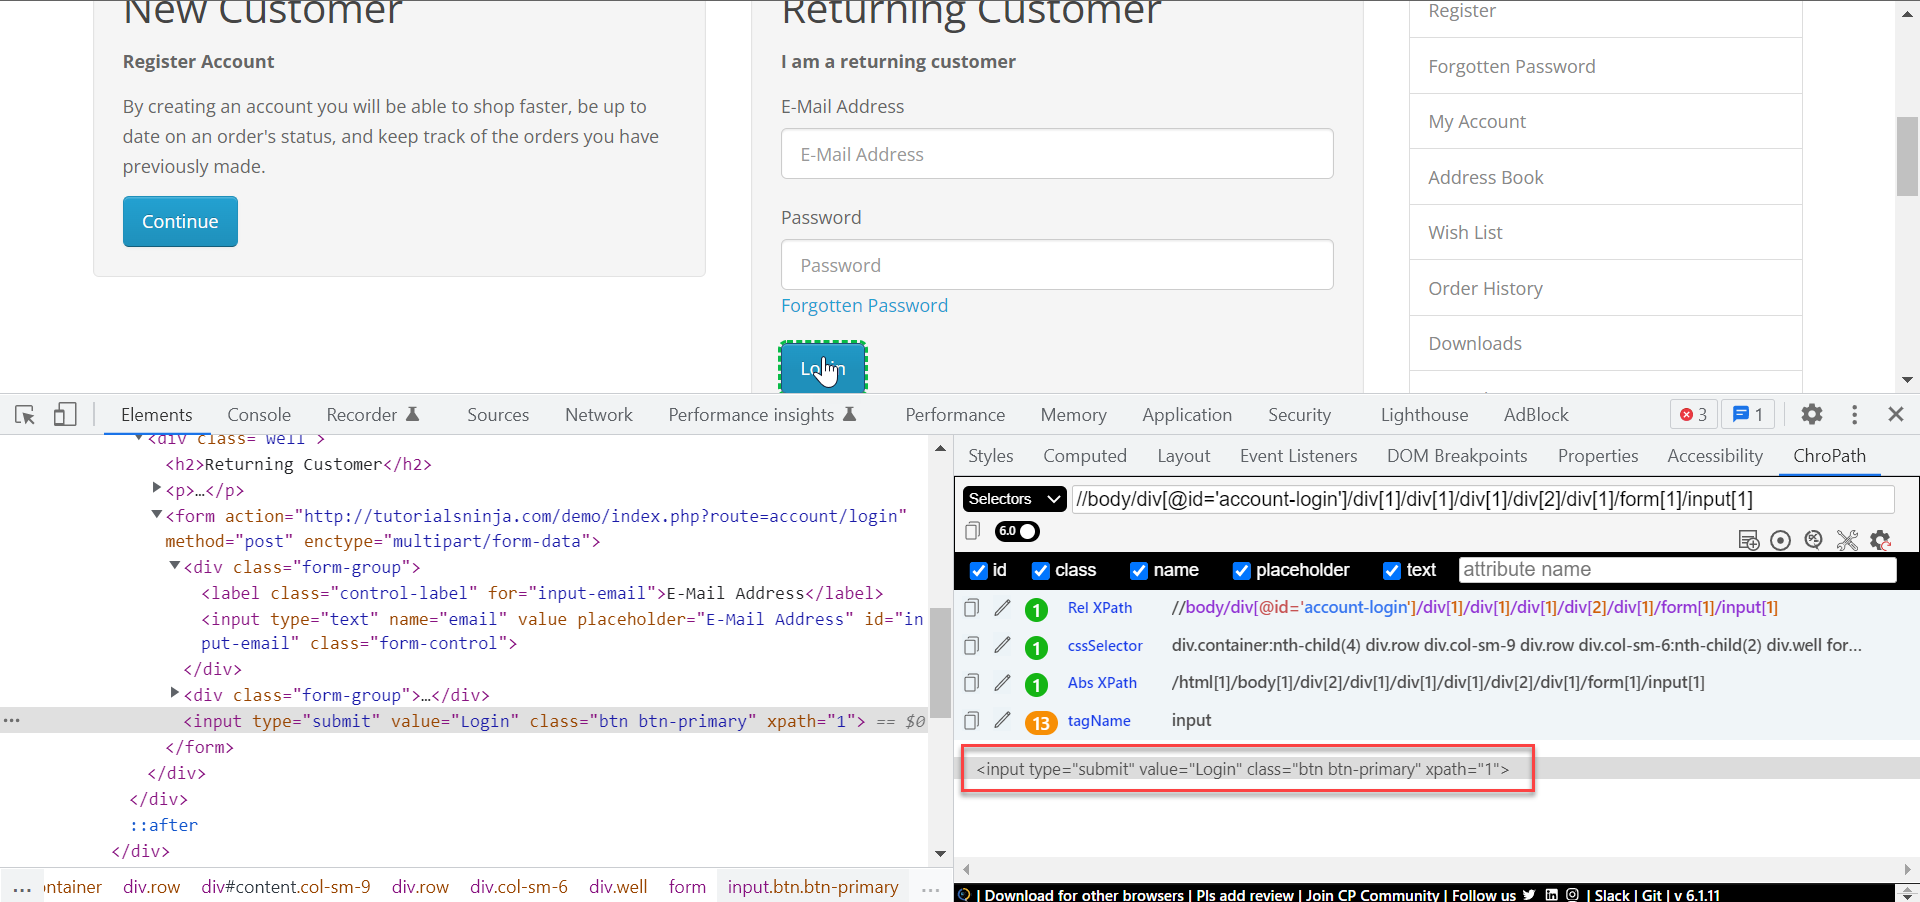 New Customer
Register Account
By creating an account you will be able to shop faster, be up to
date on an order's status, and keep track of the orders you have
previously made.
Continue
Returning Customer
I am a returning customer
E-Mail Address
E-Mail Address
Password
Password
Forgotten Password
Login
Register
Forgotten Password
My Account
Address Book
Wish List
Order History
Downloads
Elements Console Recorder Sources Network Performance insights Performance Memory Application Security Lighthouse AdBlock 3 1
<div class="well">
<h2>Returning Customer</h2>
<p>…</p>
<form action="http://tutorialsninja.com/demo/index.php?route=account/login"
method="post" enctype="multipart/form-data">
<div class="form-group">
<label class="control-label" for="input-email">E-Mail Address</label>
<input type="text" name="email" value placeholder="E-Mail Address" id="in
put-email" class="form-control">
</div>
<div class="form-group">…</div>
... <input type="submit" value="Login" class="btn btn-primary" xpath="1"> == $0
</form>
</div>
</div>
::after
</div>
... ontainer div.row div#content.col-sm-9 div.row div.col-sm-6 div.well form input.btn.btn-primary ...
Styles Computed Layout Event Listeners DOM Breakpoints Properties Accessibility ChroPath
Selectors //body/div[@id='account-login']/div[1]/div[1]/div[1]/div[2]/div[1]/form[1]/input[1]
6.0
id class name placeholder text attribute name
1 Rel XPath //body/div[@id='account-login']/div[1]/div[1]/div[1]/div[2]/div[1]/form[1]/input[1]
1 cssSelector div.container:nth-child(4) div.row div.col-sm-9 div.row div.col-sm-6:nth-child(2) div.well for...
1 Abs XPath /html[1]/body[1]/div[2]/div[1]/div[1]/div[1]/div[2]/div[1]/form[1]/input[1]
13 tagName input
<input type="submit" value="Login" class="btn btn-primary" xpath="1">
| Download for other browsers | Pls add review | Join CP Community | Follow us | Slack | Git | v 6.1.11